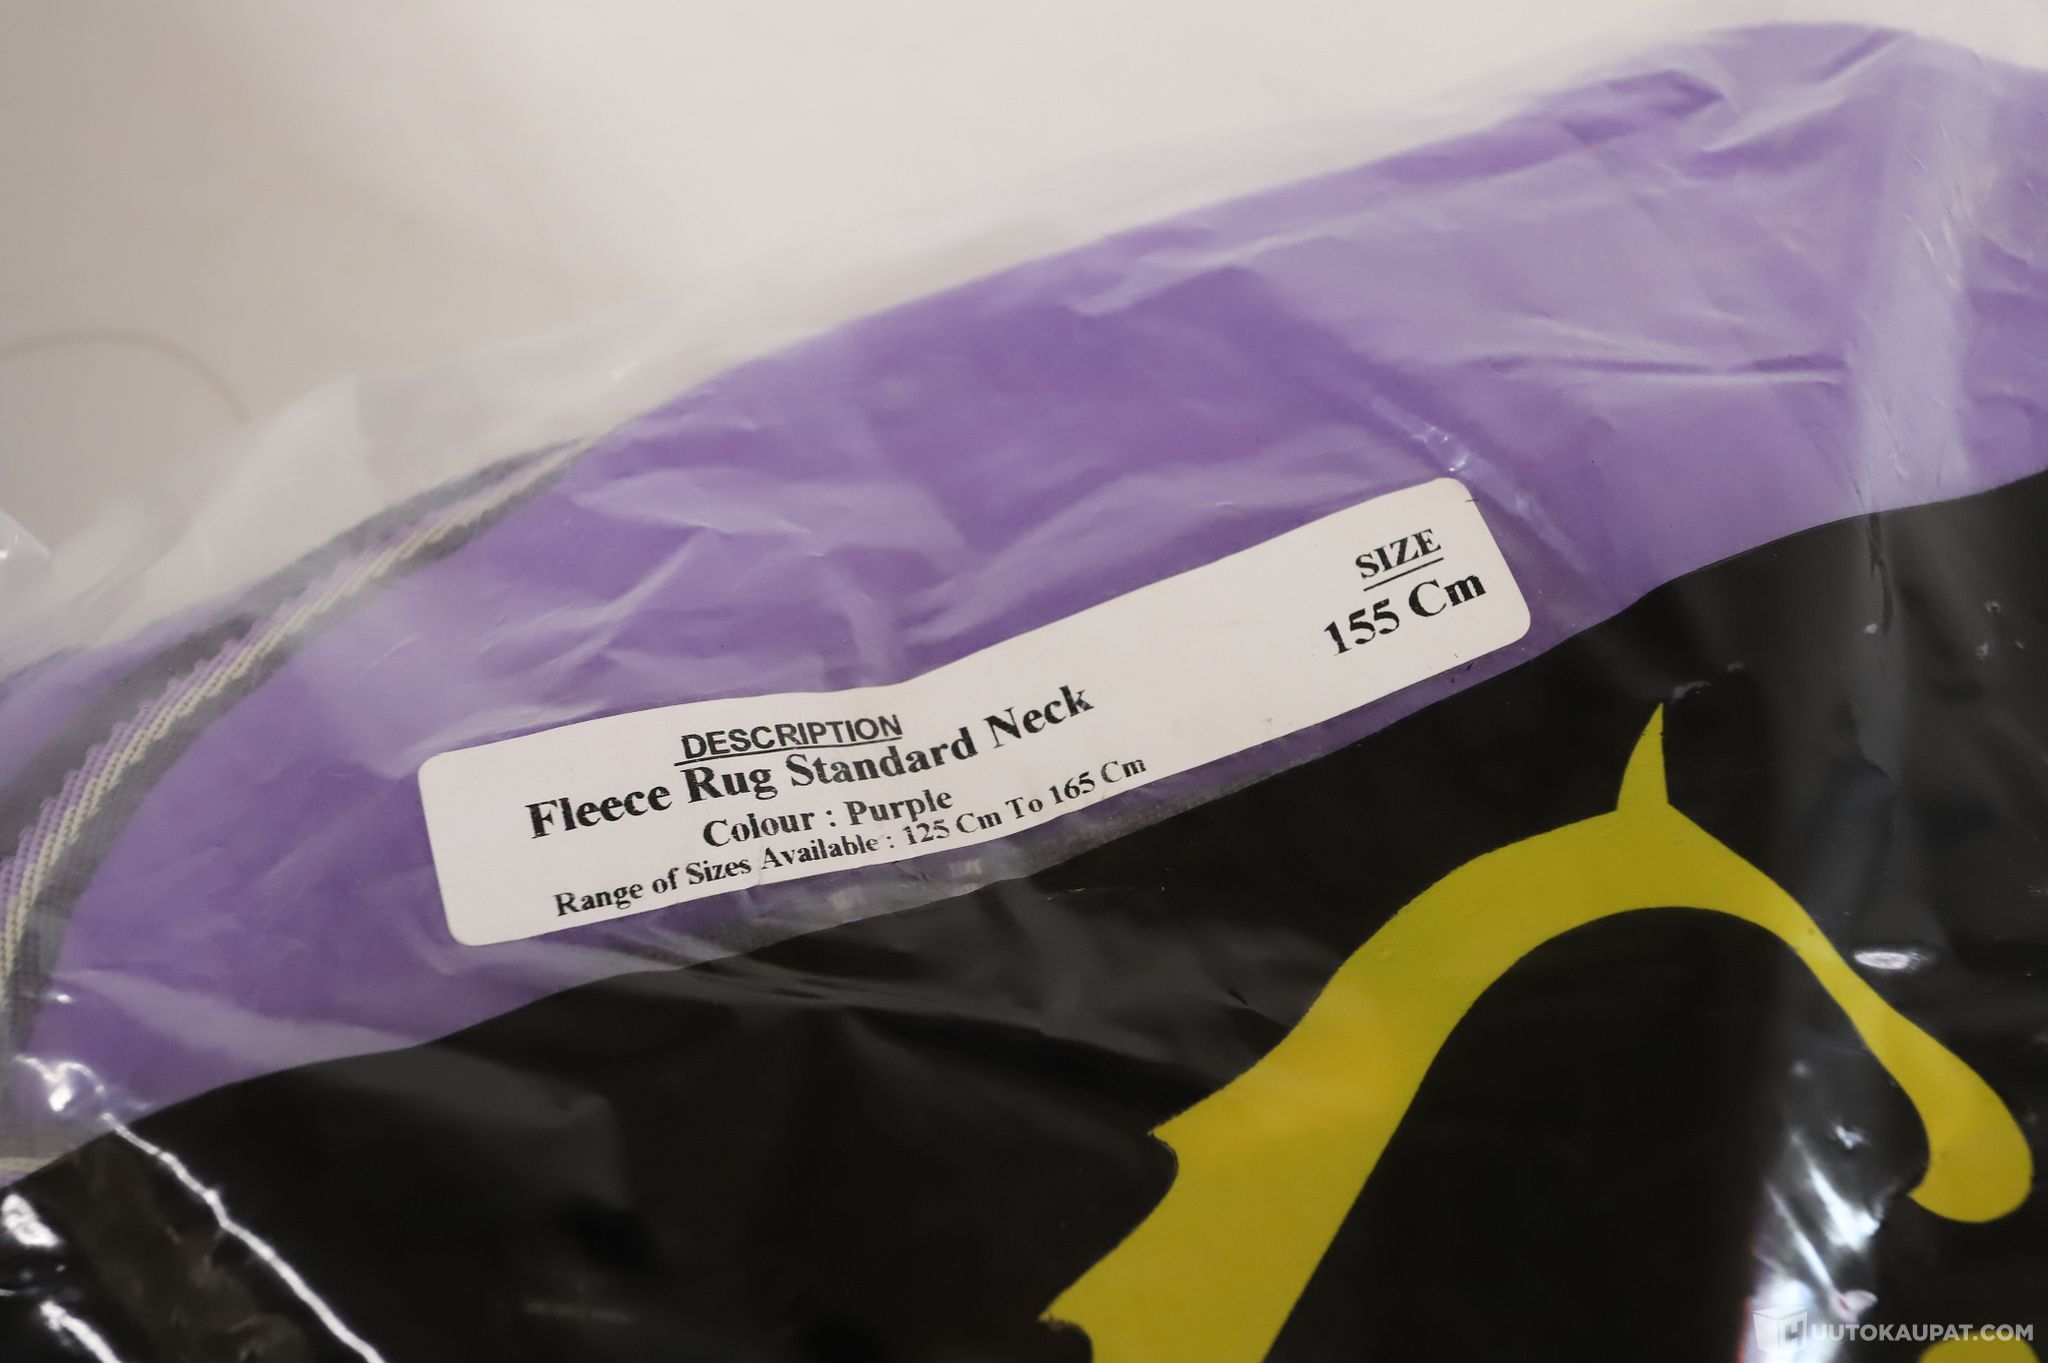 DESCRIPTION
Fleece Rug Standard Neck
Colour : Purple
Range of Sizes Available : 125 Cm To 165 Cm
SIZE
155 Cm
HUUTOKAUPAT.COM